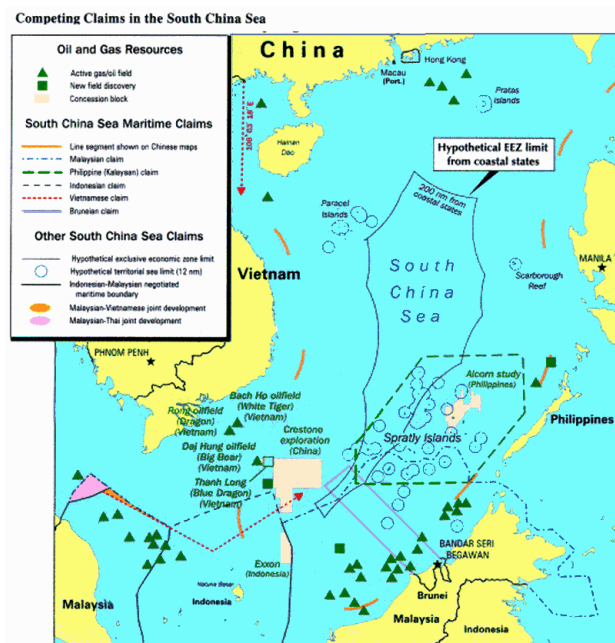 Competing Claims in the South China Sea
Oil and Gas Resources
Active gas/oil field
New field discovery
Concession block
South China Sea Maritime Claims
Line segment shown on Chinese maps
Malaysian claim
Philippine (Kalayaan) claim
Indonesian claim
Vietnamese claim
Bruneian claim
Other South China Sea Claims
Hypothetical exclusive economic zone limit
Hypothetical territorial sea limit (12 nm)
Indonesian-Malaysian negotiated
maritime boundary
Malaysian-Vietnamese joint development
Malaysian-Thai joint development
China
Macau
(Port.)
Hong Kong
Pratas
Islands
Hainan
Dao
Hypothetical EEZ limit
from coastal states
200 nm from
coastal states
Paracel
Islands
Vietnam
South
China
Sea
Scarborough
Reef
MANILA
PHNOM PENH
Alcorn study
(Philippines)
Philippines
Bach Ho oilfield
(White Tiger)
(Vietnam)
Rong oilfield
(Dragon)
(Vietnam)
Crestone
exploration
(China)
Spratly Islands
Dai Hung oilfield
(Big Bear)
(Vietnam)
Thanh Long
(Blue Dragon)
(Vietnam)
Exxon
(Indonesia)
BANDAR SERI
BEGAWAN
Natuna Besar
Brunei
Malaysia
Indonesia
Malaysia
Indonesia